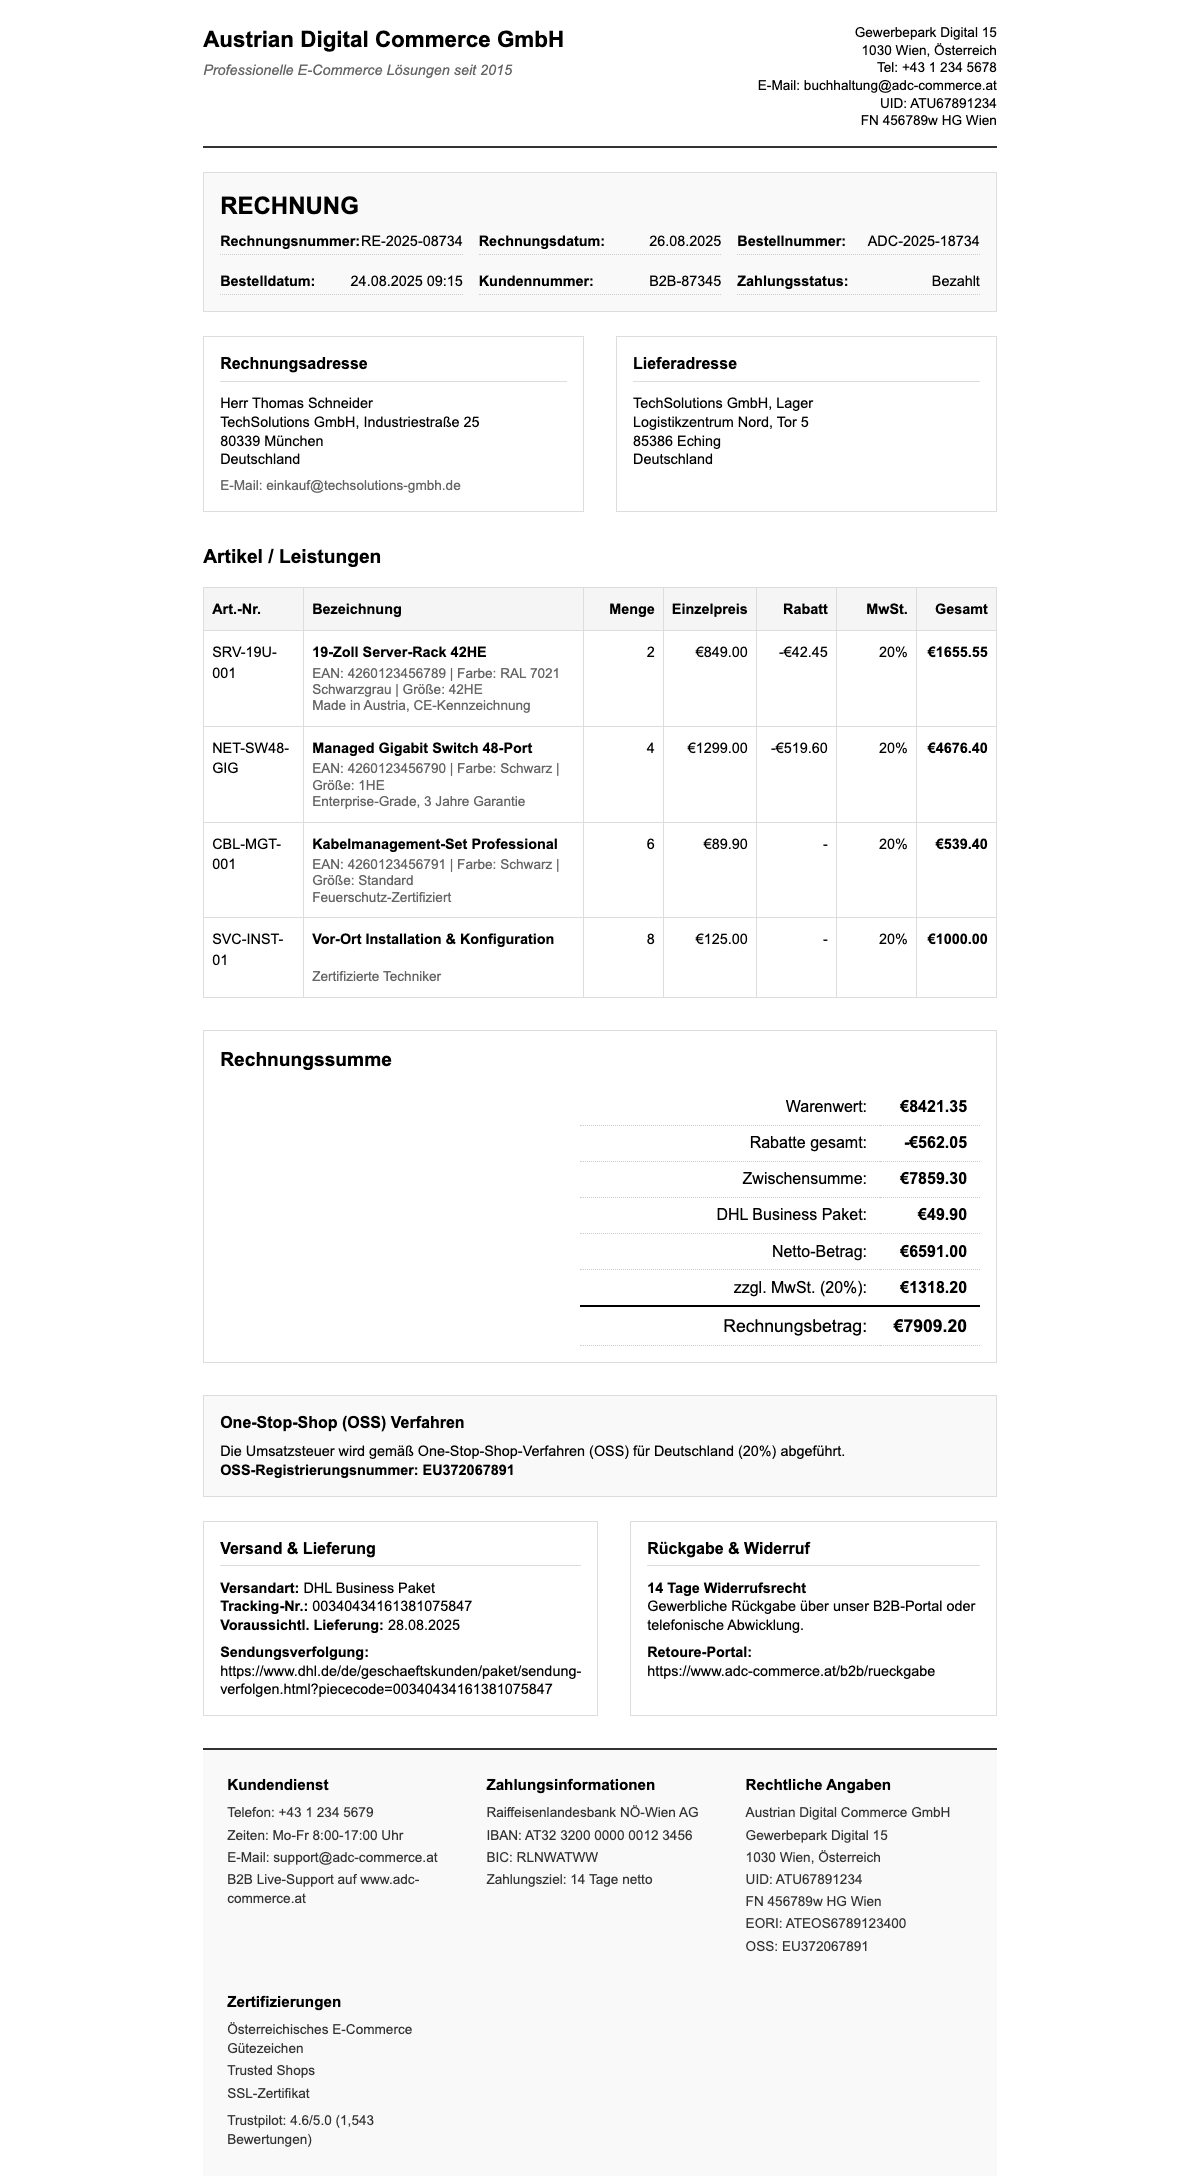 Austrian Digital Commerce GmbH
Professionelle E-Commerce Lösungen seit 2015
Gewerbepark Digital 15
1030 Wien, Österreich
Tel: +43 1 234 5678
E-Mail: buchhaltung@adc-commerce.at
UID: ATU67891234
FN 456789w HG Wien
RECHNUNG
Rechnungsnummer: RE-2025-08734 Rechnungsdatum: 26.08.2025 Bestellnummer: ADC-2025-18734
Bestelldatum: 24.08.2025 09:15 Kundennummer: B2B-87345 Zahlungsstatus: Bezahlt
Rechnungsadresse
Herr Thomas Schneider
TechSolutions GmbH, Industriestraße 25
80339 München
Deutschland
E-Mail: einkauf@techsolutions-gmbh.de
Lieferadresse
TechSolutions GmbH, Lager
Logistikzentrum Nord, Tor 5
85386 Eching
Deutschland
Artikel / Leistungen
Art.-Nr. Bezeichnung Menge Einzelpreis Rabatt MwSt. Gesamt
SRV-19U- 19-Zoll Server-Rack 42HE 2 €849.00 -€42.45 20% €1655.55
001 EAN: 4260123456789 | Farbe: RAL 7021
Schwarzgrau | Größe: 42HE
Made in Austria, CE-Kennzeichnung
NET-SW48- Managed Gigabit Switch 48-Port 4 €1299.00 -€519.60 20% €4676.40
GIG EAN: 4260123456790 | Farbe: Schwarz |
Größe: 1HE
Enterprise-Grade, 3 Jahre Garantie
CBL-MGT- Kabelmanagement-Set Professional 6 €89.90 - 20% €539.40
001 EAN: 4260123456791 | Farbe: Schwarz |
Größe: Standard
Feuerschutz-Zertifiziert
SVC-INST- Vor-Ort Installation & Konfiguration 8 €125.00 - 20% €1000.00
01
Zertifizierte Techniker
Rechnungssumme
Warenwert: €8421.35
Rabatte gesamt: -€562.05
Zwischensumme: €7859.30
DHL Business Paket: €49.90
Netto-Betrag: €6591.00
zzgl. MwSt. (20%): €1318.20
Rechnungsbetrag: €7909.20
One-Stop-Shop (OSS) Verfahren
Die Umsatzsteuer wird gemäß One-Stop-Shop-Verfahren (OSS) für Deutschland (20%) abgeführt.
OSS-Registrierungsnummer: EU372067891
Versand & Lieferung
Versandart: DHL Business Paket
Tracking-Nr.: 00340434161381075847
Voraussichtl. Lieferung: 28.08.2025
Sendungsverfolgung:
https://www.dhl.de/de/geschaeftskunden/paket/sendung-
verfolgen.html?piececode=00340434161381075847
Rückgabe & Widerruf
14 Tage Widerrufsrecht
Gewerbliche Rückgabe über unser B2B-Portal oder
telefonische Abwicklung.
Retoure-Portal:
https://www.adc-commerce.at/b2b/rueckgabe
Kundendienst
Telefon: +43 1 234 5679
Zeiten: Mo-Fr 8:00-17:00 Uhr
E-Mail: support@adc-commerce.at
B2B Live-Support auf www.adc-
commerce.at
Zahlungsinformationen
Raiffeisenlandesbank NÖ-Wien AG
IBAN: AT32 3200 0000 0012 3456
BIC: RLNWATWW
Zahlungsziel: 14 Tage netto
Rechtliche Angaben
Austrian Digital Commerce GmbH
Gewerbepark Digital 15
1030 Wien, Österreich
UID: ATU67891234
FN 456789w HG Wien
EORI: ATEOS6789123400
OSS: EU372067891
Zertifizierungen
Österreichisches E-Commerce
Gütezeichen
Trusted Shops
SSL-Zertifikat
Trustpilot: 4.6/5.0 (1,543
Bewertungen)